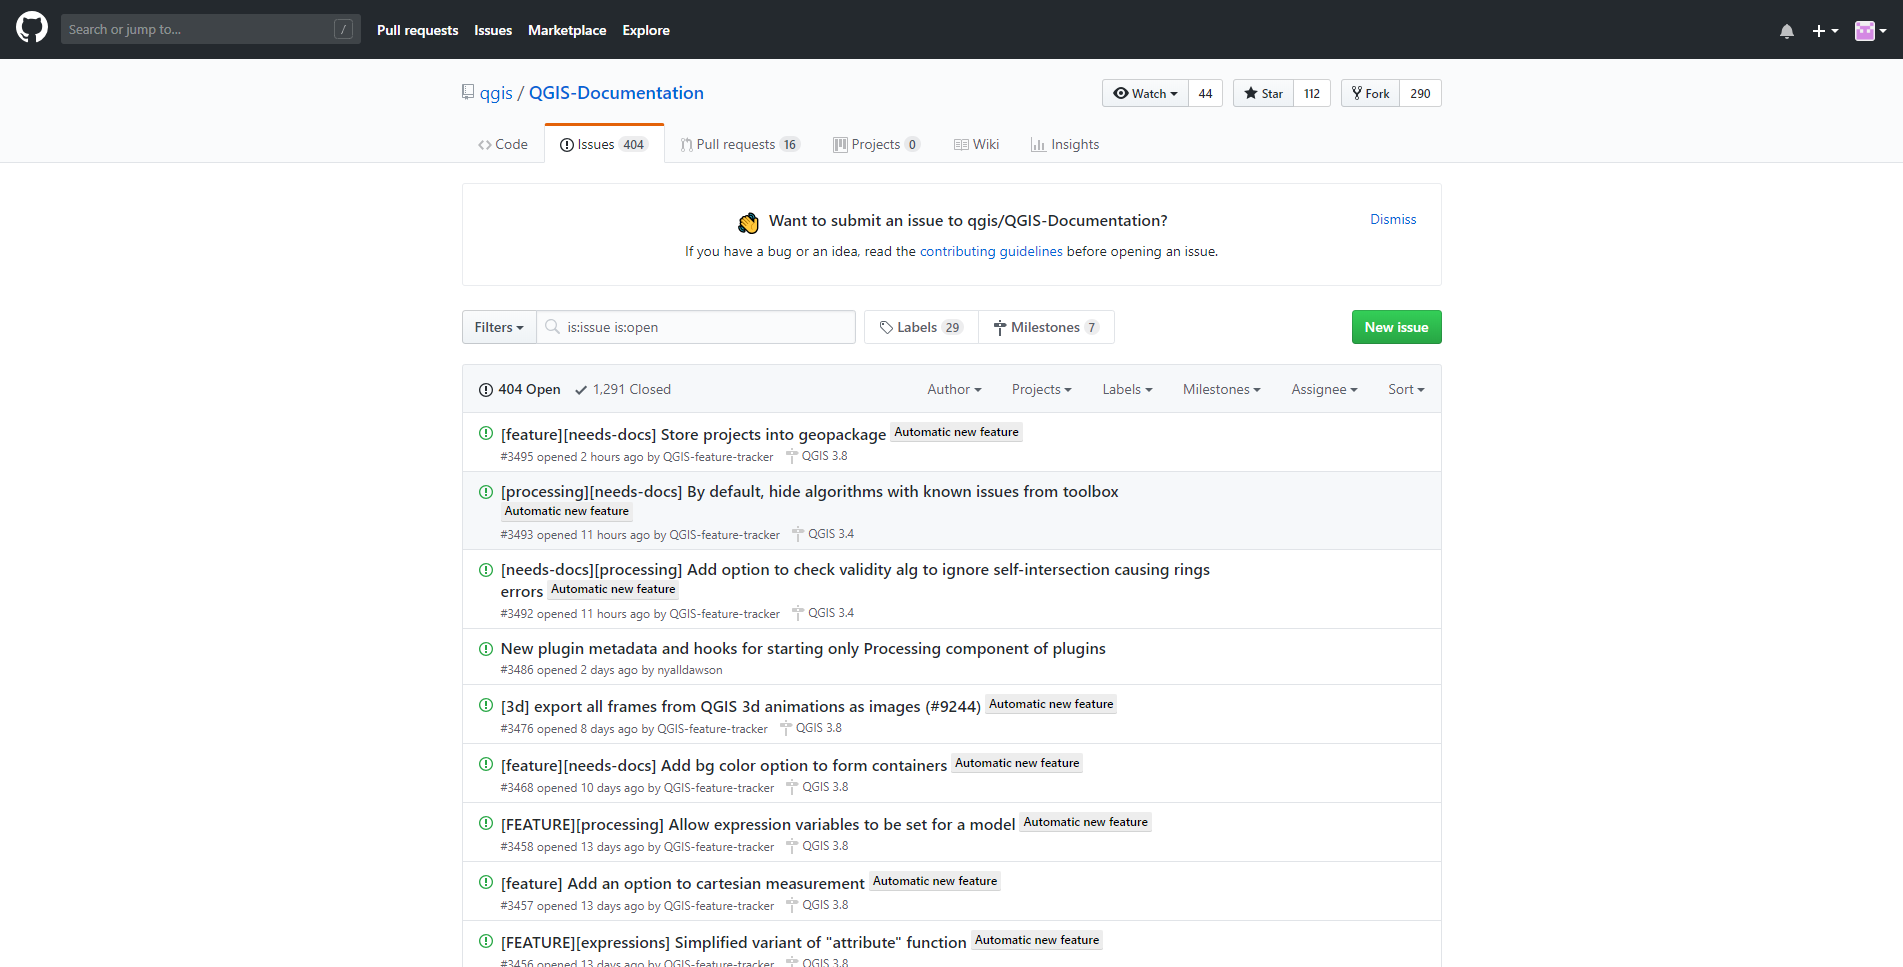 Search or jump to... /
Pull requests Issues Marketplace Explore
qgis / QGIS-Documentation
Watch 44 Star 112 Fork 290
Code Issues 404 Pull requests 16 Projects 0 Wiki Insights
Want to submit an issue to qgis/QGIS-Documentation?
Dismiss
If you have a bug or an idea, read the contributing guidelines before opening an issue.
Filters is:issue is:open Labels 29 Milestones 7 New issue
404 Open 1,291 Closed Author Projects Labels Milestones Assignee Sort
[feature][needs-docs] Store projects into geopackage Automatic new feature
#3495 opened 2 hours ago by QGIS-feature-tracker QGIS 3.8
[processing][needs-docs] By default, hide algorithms with known issues from toolbox
Automatic new feature
#3493 opened 11 hours ago by QGIS-feature-tracker QGIS 3.4
[needs-docs][processing] Add option to check validity alg to ignore self-intersection causing rings
errors Automatic new feature
#3492 opened 11 hours ago by QGIS-feature-tracker QGIS 3.4
New plugin metadata and hooks for starting only Processing component of plugins
#3486 opened 2 days ago by nyalldawson
[3d] export all frames from QGIS 3d animations as images (#9244) Automatic new feature
#3476 opened 8 days ago by QGIS-feature-tracker QGIS 3.8
[feature][needs-docs] Add bg color option to form containers Automatic new feature
#3468 opened 10 days ago by QGIS-feature-tracker QGIS 3.8
[FEATURE][processing] Allow expression variables to be set for a model Automatic new feature
#3458 opened 13 days ago by QGIS-feature-tracker QGIS 3.8
[feature] Add an option to cartesian measurement Automatic new feature
#3457 opened 13 days ago by QGIS-feature-tracker QGIS 3.8
[FEATURE][expressions] Simplified variant of "attribute" function Automatic new feature
#3456 opened 13 days ago by QGIS-feature-tracker QGIS 3.8